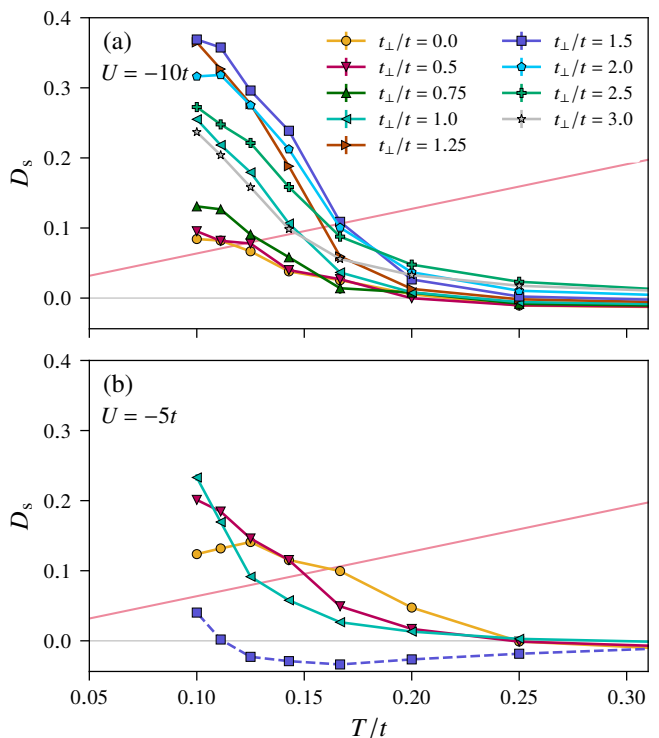 (a)
U = −10t
t⊥/t = 0.0
t⊥/t = 0.5
t⊥/t = 0.75
t⊥/t = 1.0
t⊥/t = 1.25
t⊥/t = 1.5
t⊥/t = 2.0
t⊥/t = 2.5
t⊥/t = 3.0
0.4
0.3
0.2
0.1
0.0
Ds
(b)
U = −5t
0.4
0.3
0.2
0.1
0.0
Ds
0.05 0.10 0.15 0.20 0.25 0.30
T/t